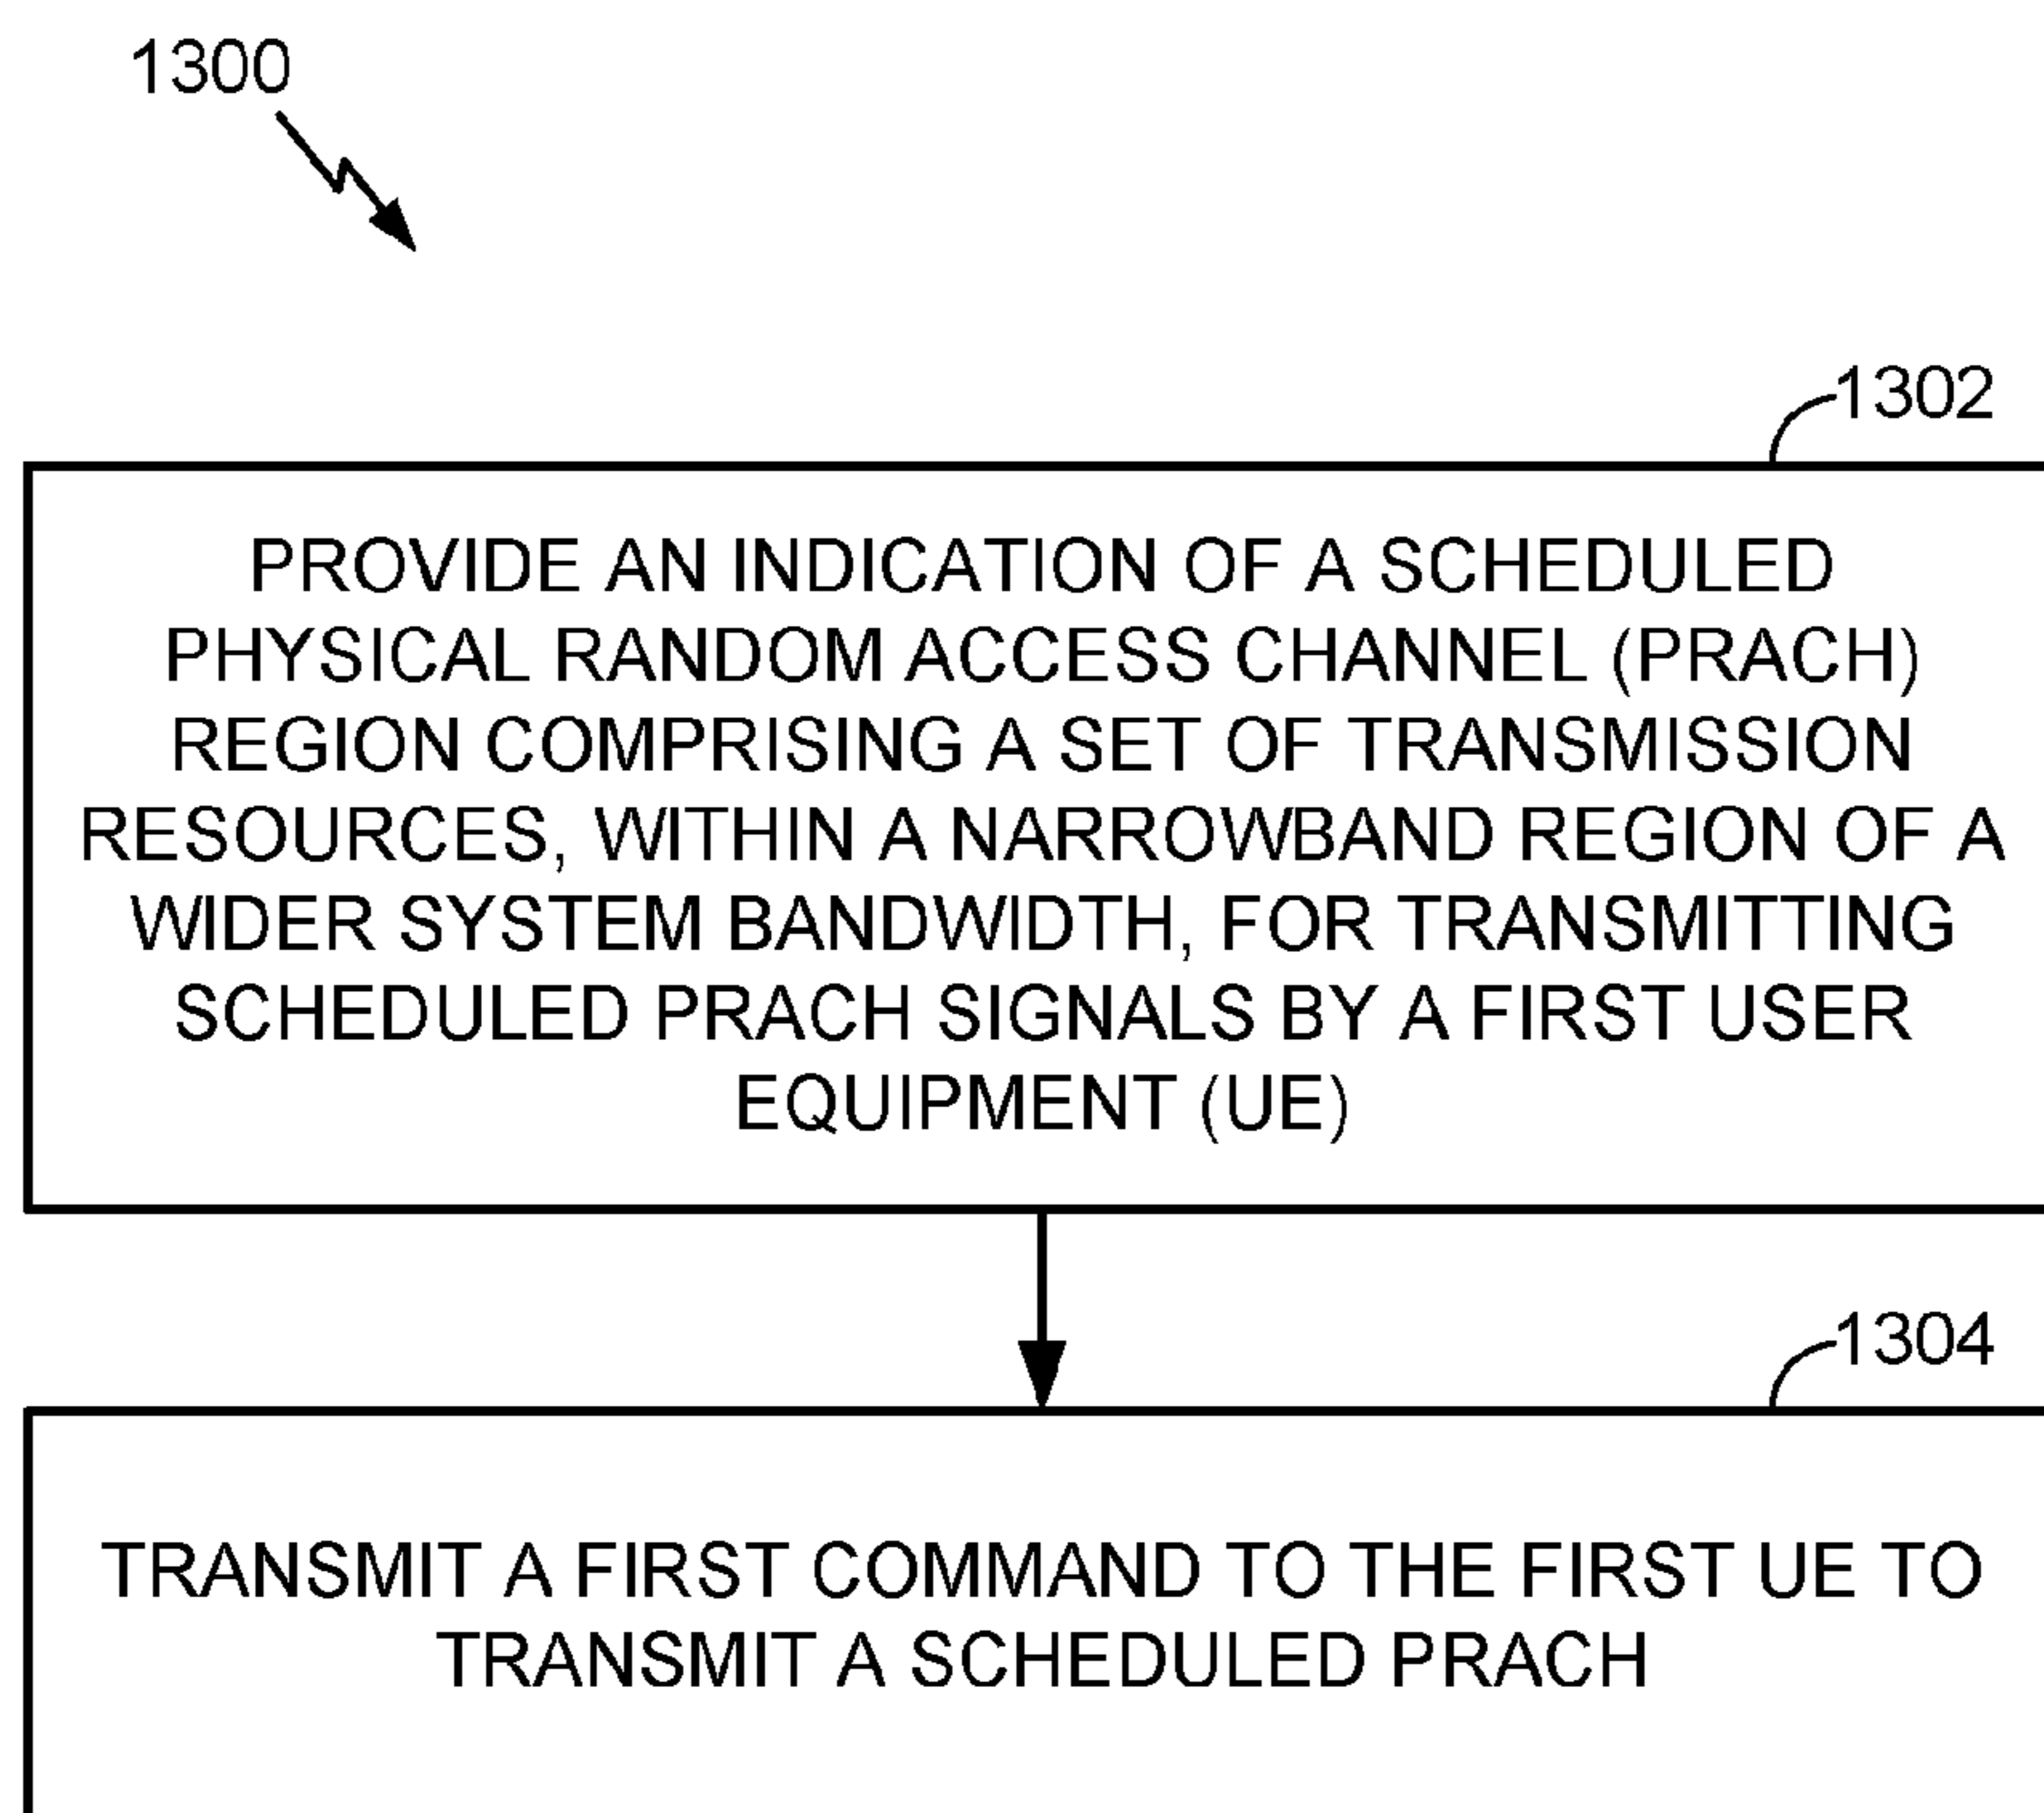 1300
1302
PROVIDE AN INDICATION OF A SCHEDULED
PHYSICAL RANDOM ACCESS CHANNEL (PRACH)
REGION COMPRISING A SET OF TRANSMISSION
RESOURCES, WITHIN A NARROWBAND REGION OF A
WIDER SYSTEM BANDWIDTH, FOR TRANSMITTING
SCHEDULED PRACH SIGNALS BY A FIRST USER
EQUIPMENT (UE)
1304
TRANSMIT A FIRST COMMAND TO THE FIRST UE TO
TRANSMIT A SCHEDULED PRACH